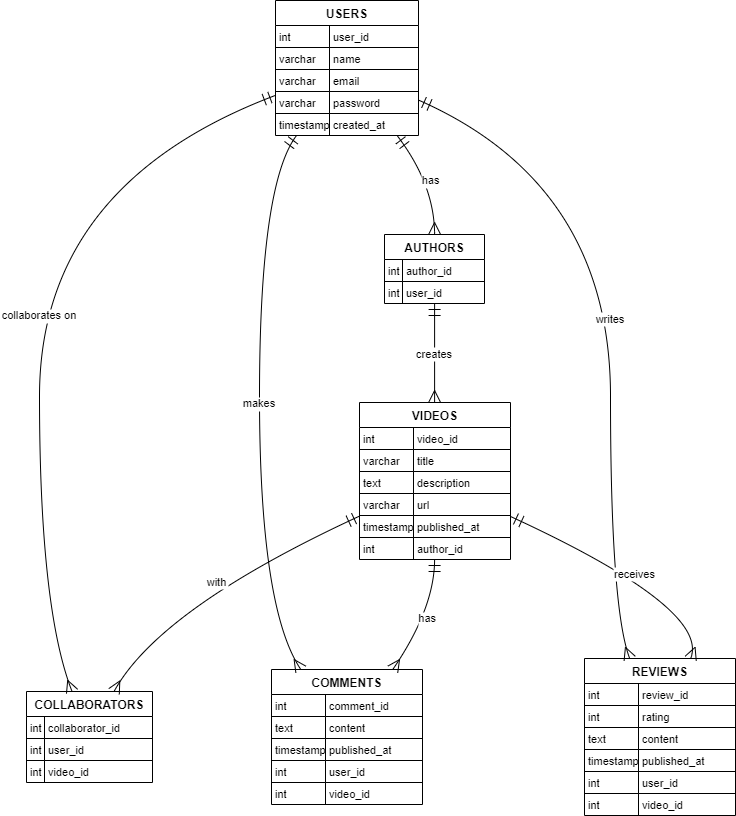 USERS
int user_id
varchar name
varchar email
varchar password
timestamp created_at
has
AUTHORS
int author_id
int user_id
collaborates on
writes
creates
makes
VIDEOS
int video_id
varchar title
text description
varchar url
timestamp published_at
int author_id
with
receives
has
COLLABORATORS
int collaborator_id
int user_id
int video_id
COMMENTS
int comment_id
text content
timestamp published_at
int user_id
int video_id
REVIEWS
int review_id
int rating
text content
timestamp published_at
int user_id
int video_id